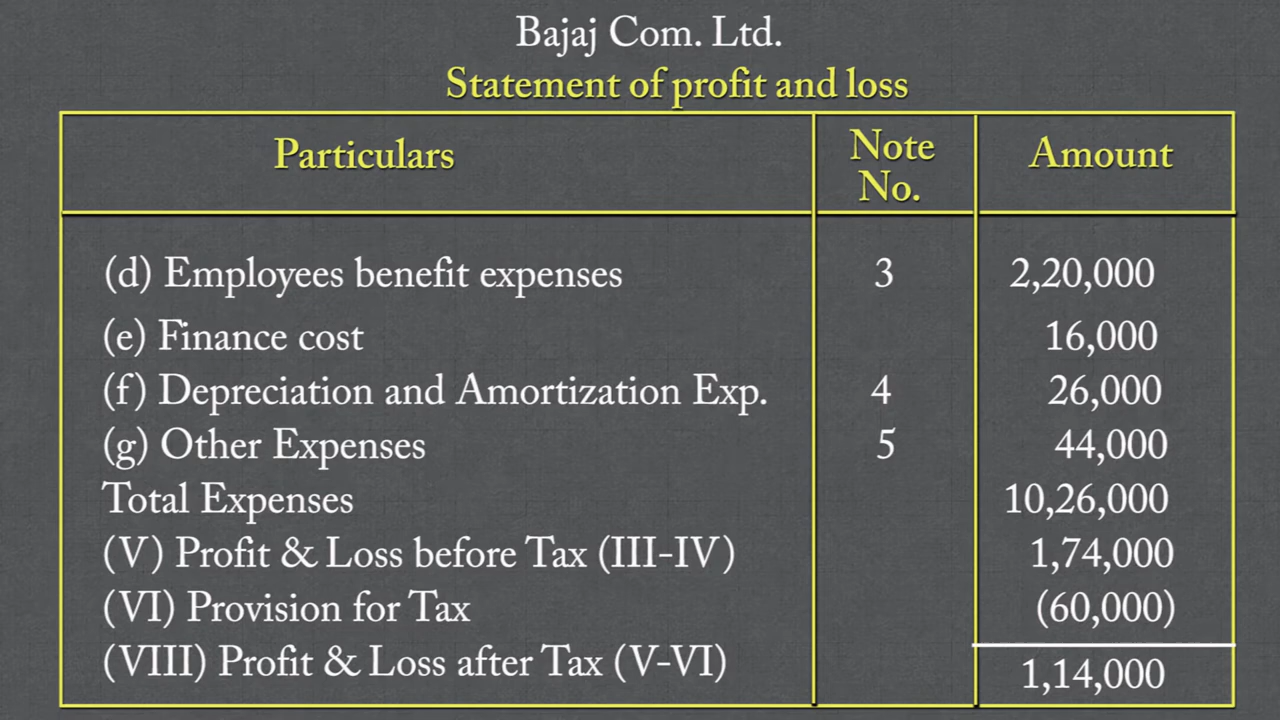 Bajaj Com. Ltd.
Statement of profit and loss
Particulars Note No. Amount
(d) Employees benefit expenses 3 2,20,000
(e) Finance cost 16,000
(f) Depreciation and Amortization Exp. 4 26,000
(g) Other Expenses 5 44,000
Total Expenses 10,26,000
(V) Profit & Loss before Tax (III-IV) 1,74,000
(VI) Provision for Tax (60,000)
(VIII) Profit & Loss after Tax (V-VI) 1,14,000